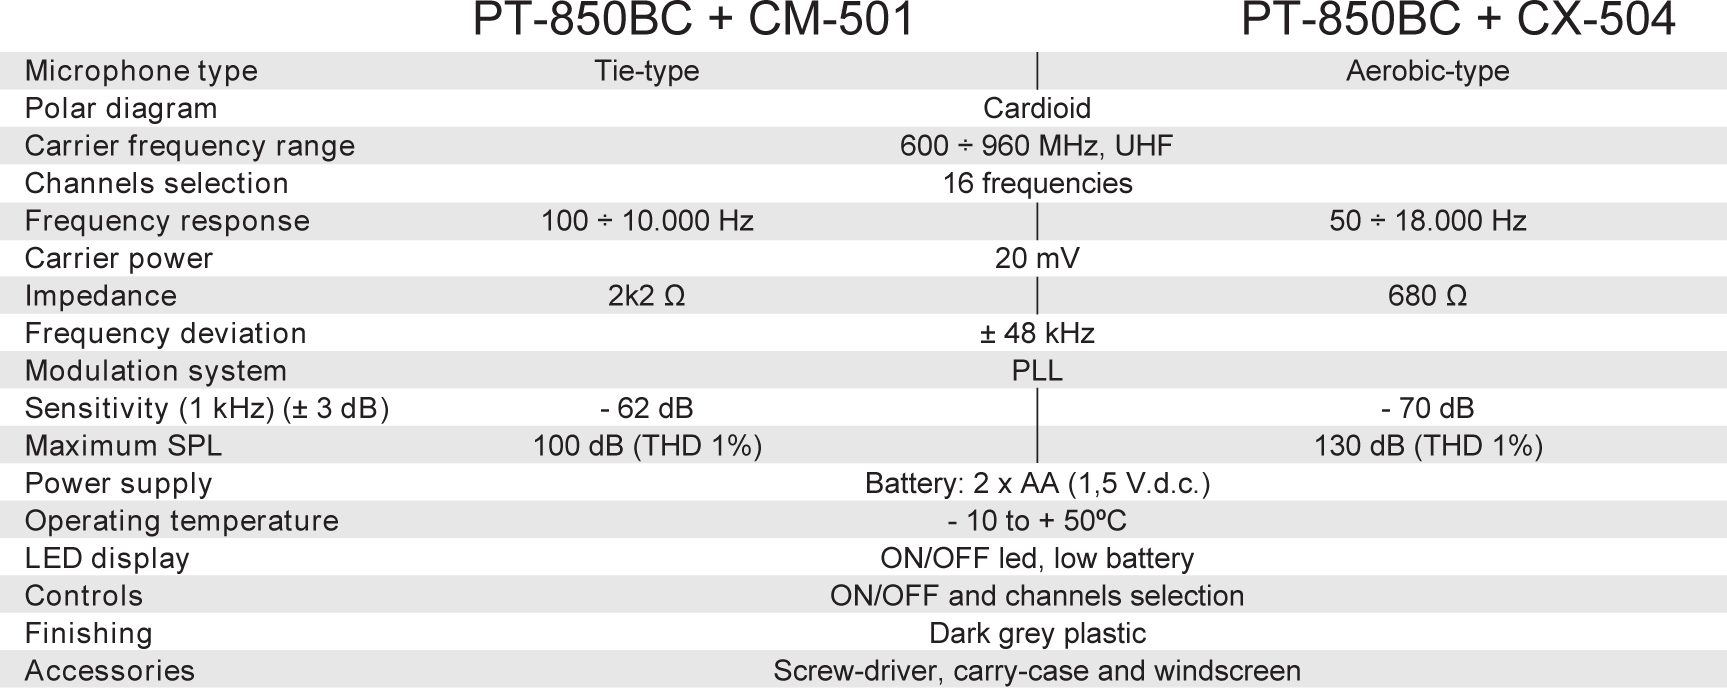 PT-850BC + CM-501 PT-850BC + CX-504
Microphone type Tie-type Aerobic-type
Polar diagram Cardioid
Carrier frequency range 600 ÷ 960 MHz, UHF
Channels selection 16 frequencies
Frequency response 100 ÷ 10.000 Hz 50 ÷ 18.000 Hz
Carrier power 20 mV
Impedance 2k2 Ω 680 Ω
Frequency deviation ± 48 kHz
Modulation system PLL
Sensitivity (1 kHz) (± 3 dB) - 62 dB - 70 dB
Maximum SPL 100 dB (THD 1%) 130 dB (THD 1%)
Power supply Battery: 2 x AA (1,5 V.d.c.)
Operating temperature - 10 to + 50ºC
LED display ON/OFF led, low battery
Controls ON/OFF and channels selection
Finishing Dark grey plastic
Accessories Screw-driver, carry-case and windscreen